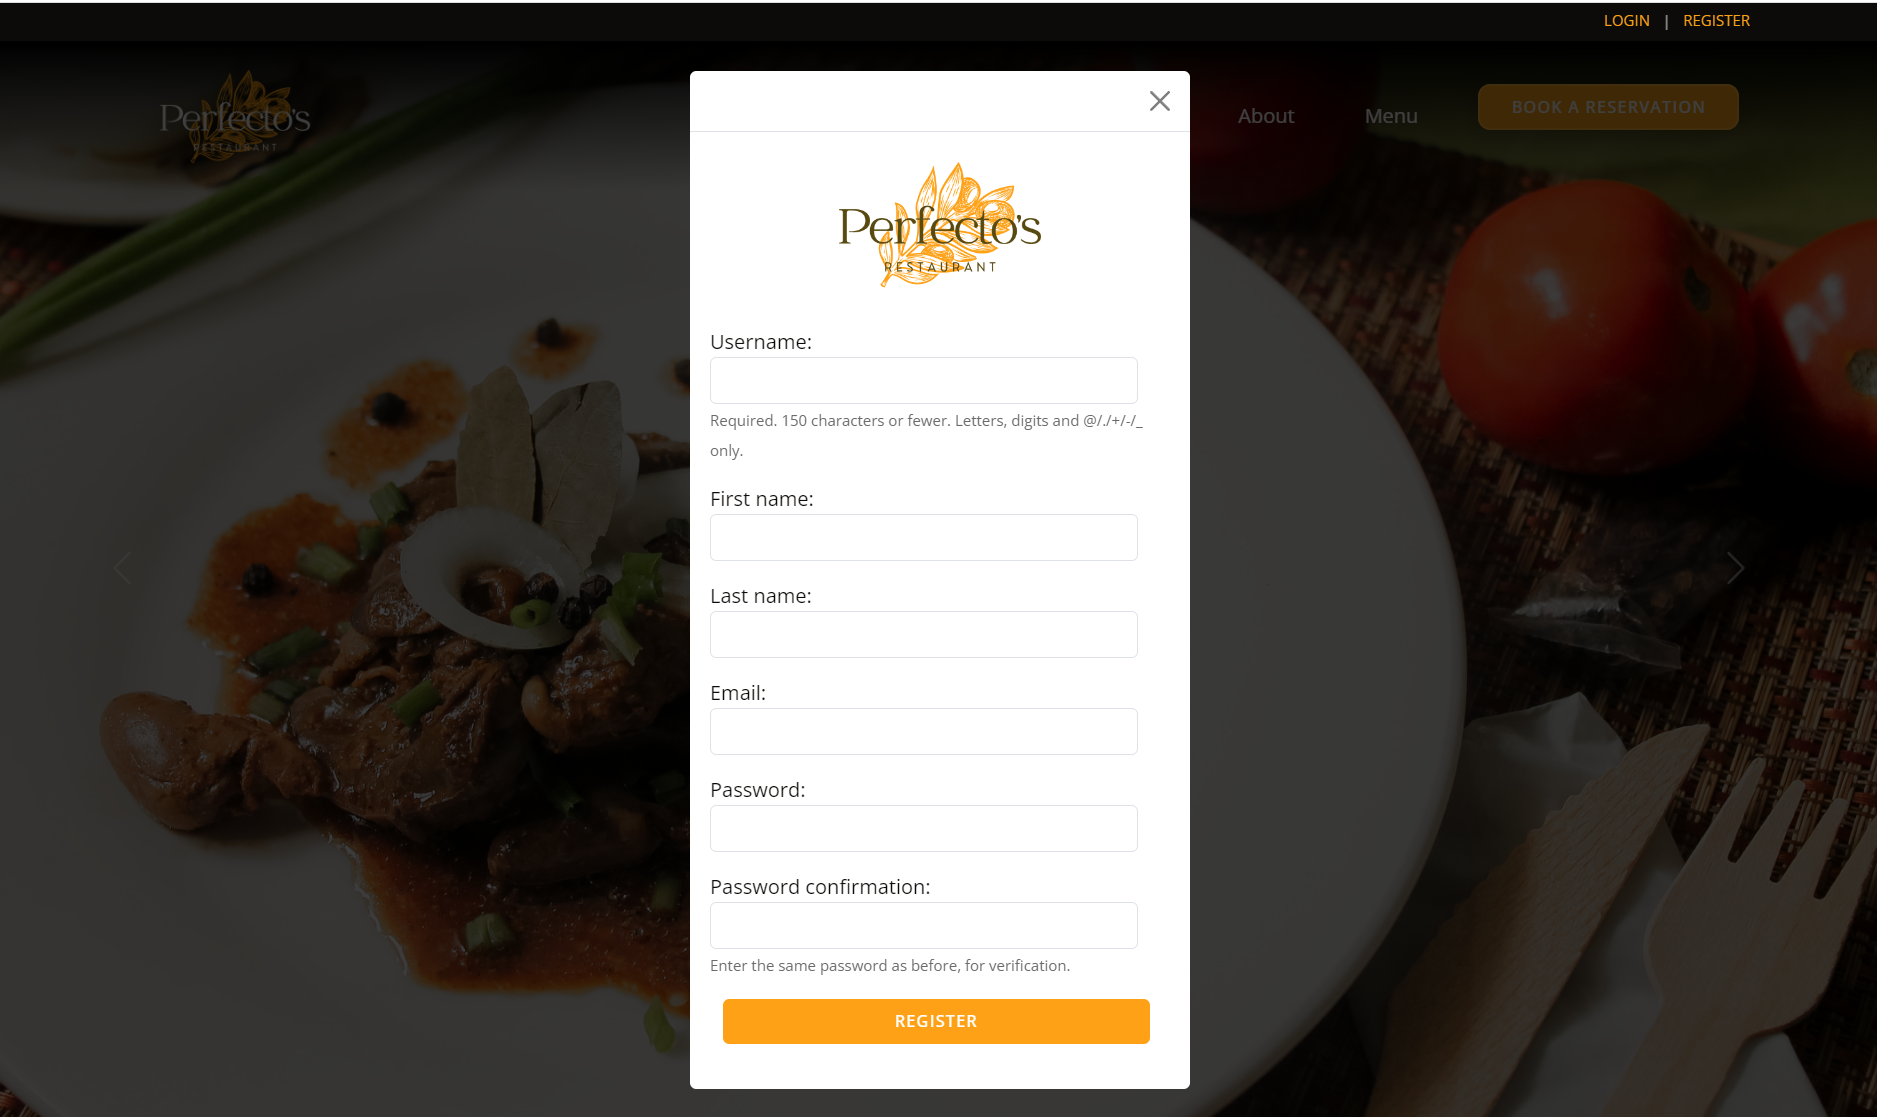 LOGIN | REGISTER
Perfecto's
RESTAURANT
About
Menu
BOOK A RESERVATION
Perfecto's
RESTAURANT
Username:
Required. 150 characters or fewer. Letters, digits and @/./+/-/_
only.
First name:
Last name:
Email:
Password:
Password confirmation:
Enter the same password as before, for verification.
REGISTER